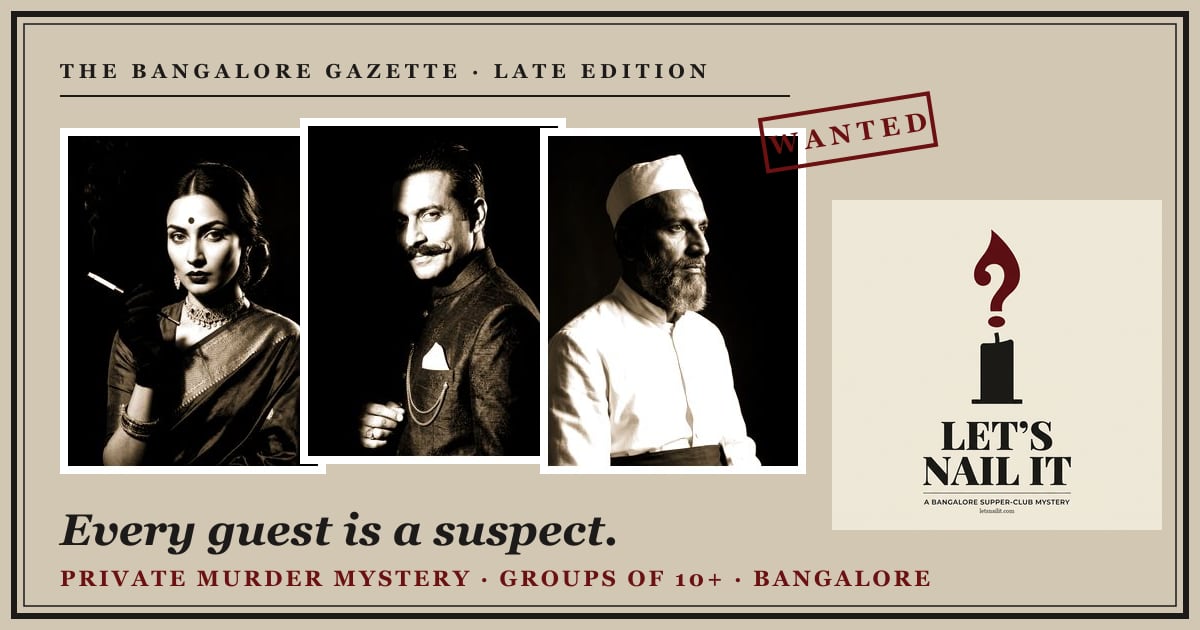 THE BANGALORE GAZETTE · LATE EDITION
WANTED
LET'S
NAIL IT
A BANGALORE SUPPER-CLUB MYSTERY
letsnailit.com
Every guest is a suspect.
PRIVATE MURDER MYSTERY · GROUPS OF 10+ · BANGALORE